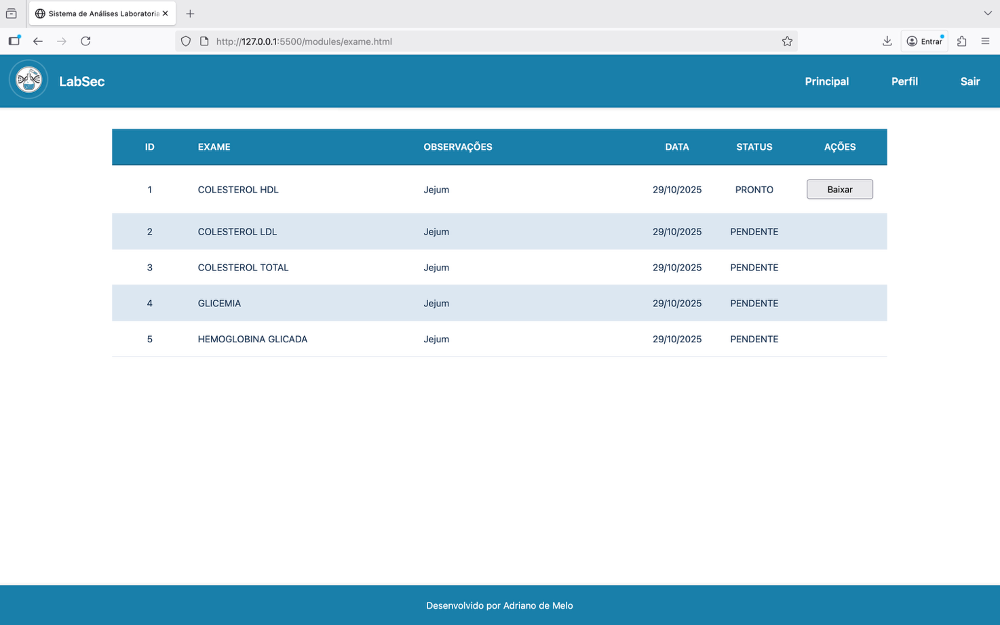 Sistema de Análises Laboratoria
http://127.0.0.1:5500/modules/exame.html
Entrar
LabSec
Principal
Perfil
Sair
ID EXAME OBSERVAÇÕES DATA STATUS AÇÕES
1 COLESTEROL HDL Jejum 29/10/2025 PRONTO Baixar
2 COLESTEROL LDL Jejum 29/10/2025 PENDENTE
3 COLESTEROL TOTAL Jejum 29/10/2025 PENDENTE
4 GLICEMIA Jejum 29/10/2025 PENDENTE
5 HEMOGLOBINA GLICADA Jejum 29/10/2025 PENDENTE
Desenvolvido por Adriano de Melo